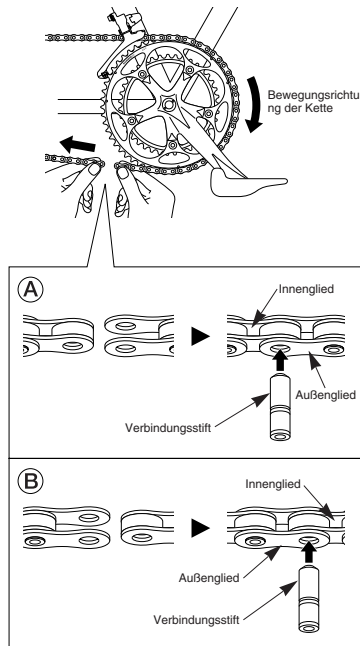 Bewegungsrichtu
ng der Kette
A
Innenglied
Außenglied
Verbindungsstift
B
Innenglied
Außenglied
Verbindungsstift